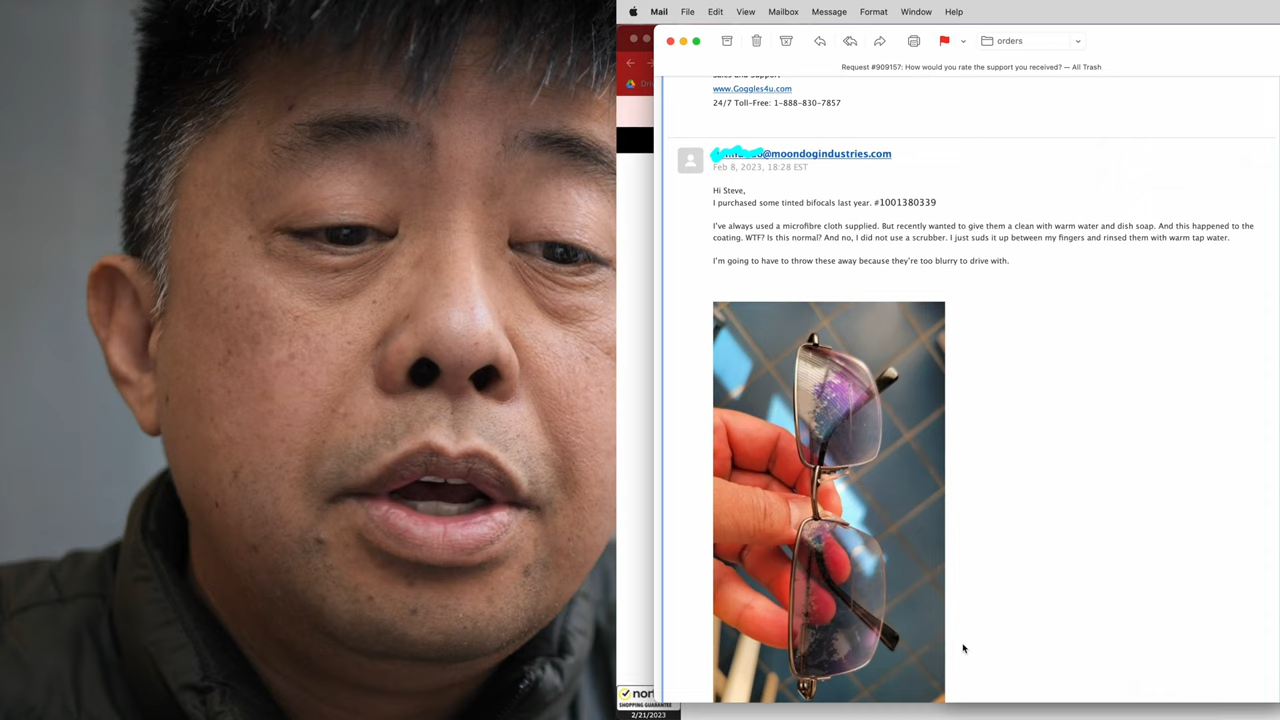 Mail File Edit View Mailbox Message Format Window Help
orders
Request #909157: How would you rate the support you received? — All Trash
Sales and Support
www.Goggles4u.com
24/7 Toll-Free: 1-888-830-7857
@moondogindustries.com
Feb 8, 2023, 18:28 EST
Hi Steve,
I purchased some tinted bifocals last year. #1001380339
I've always used a microfibre cloth supplied. But recently wanted to give them a clean with warm water and dish soap. And this happened to the
coating. WTF? Is this normal? And no, I did not use a scrubber. I just suds it up between my fingers and rinsed them with warm tap water.
I'm going to have to throw these away because they're too blurry to drive with.
SHOPPING GUARANTEE
2/21/2023